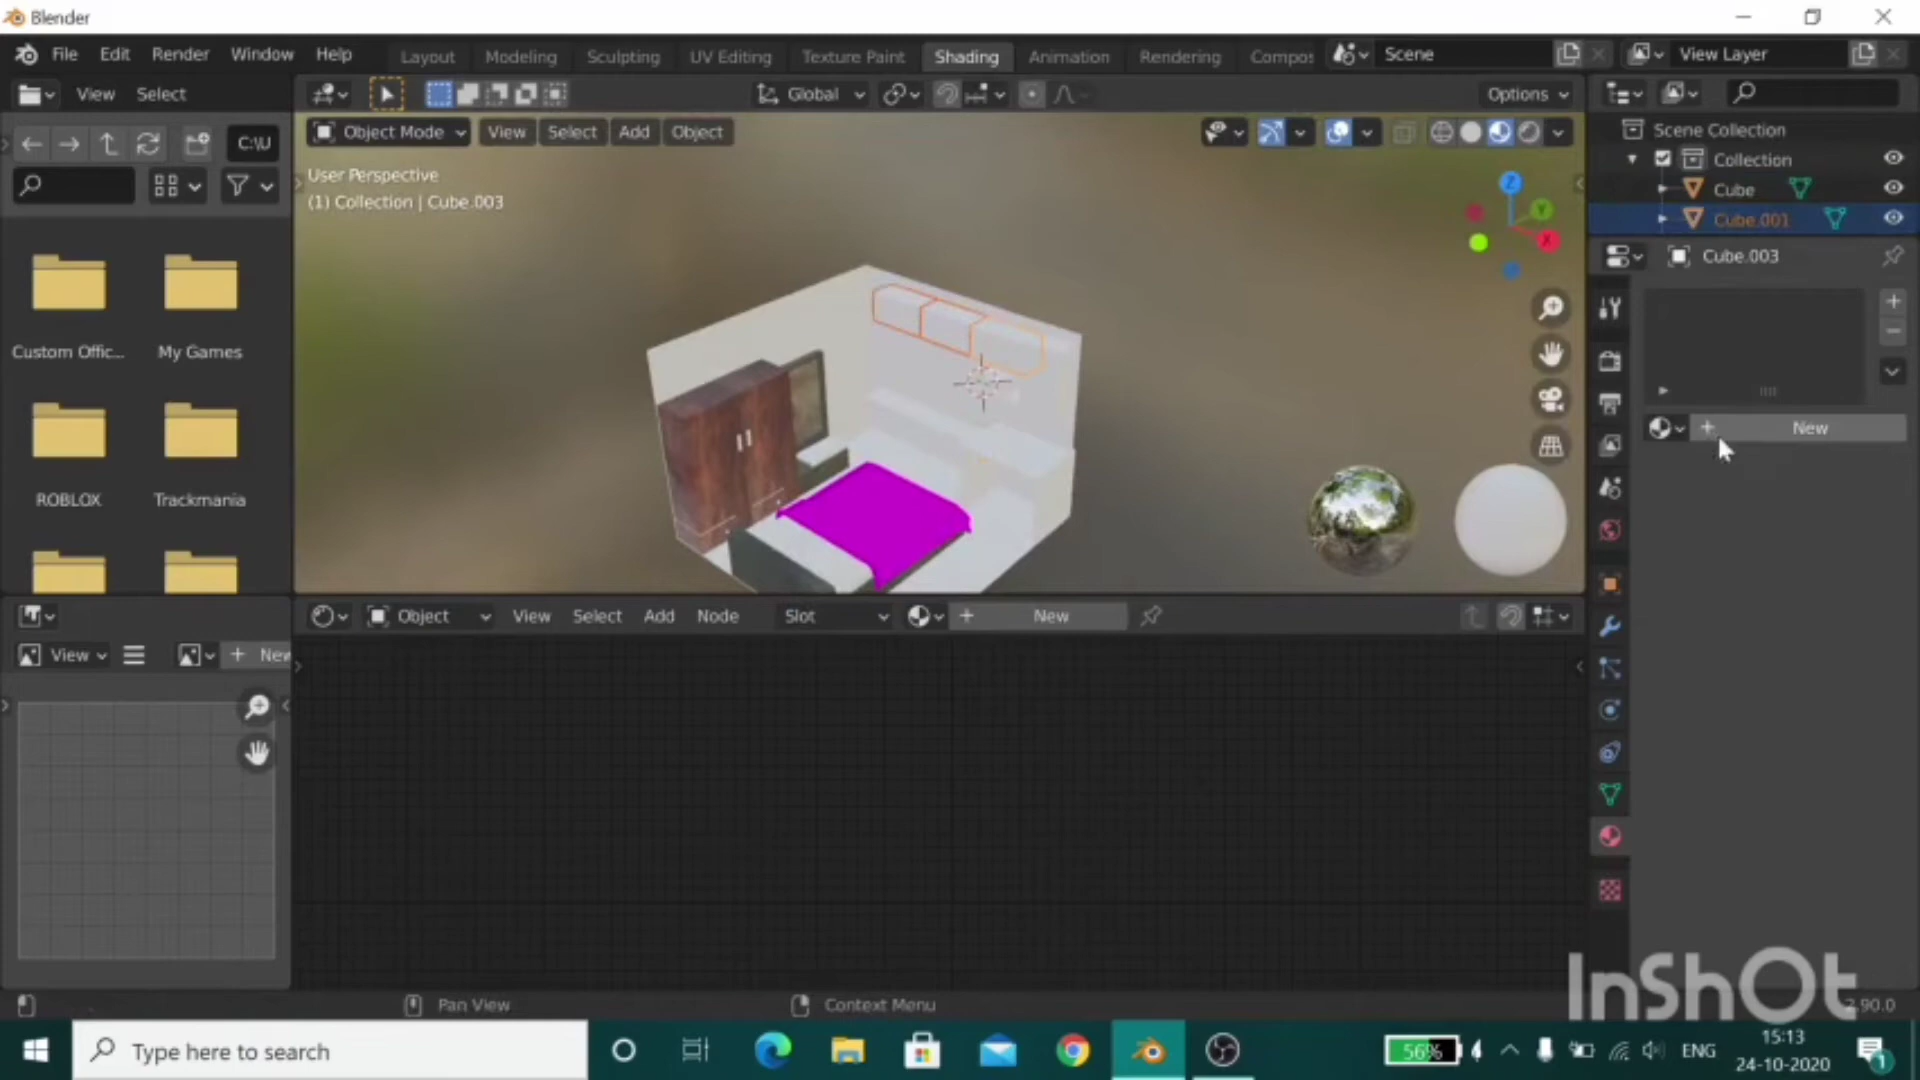 Blender
File Edit Render Window Help
Layout Modeling Sculpting UV Editing Texture Paint Shading Animation Rendering Compos
Scene
View Layer
View Select
Global
Options
C:\U
Object Mode View Select Add Object
User Perspective
(1) Collection | Cube.003
Z
Y
X
Scene Collection
Collection
Cube
Cube.001
Cube.003
New
Custom Offic...
My Games
ROBLOX
Trackmania
Object View Select Add Node Slot New
View New
Pan View
Context Menu
InShOt
2.90.0
Type here to search
56%
ENG
15:13
24-10-2020
1